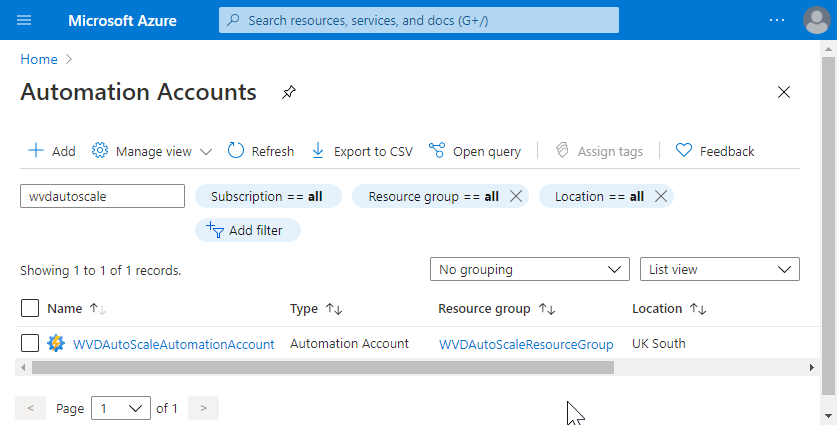 Microsoft Azure Search resources, services, and docs (G+/)
Home
Automation Accounts
Add Manage view Refresh Export to CSV Open query Assign tags Feedback
wvdautoscale Subscription == all Resource group == all Location == all
Add filter
Showing 1 to 1 of 1 records. No grouping List view
Name Type Resource group Location
WVDAutoScaleAutomationAccount Automation Account WVDAutoScaleResourceGroup UK South
< Page 1 of 1 >